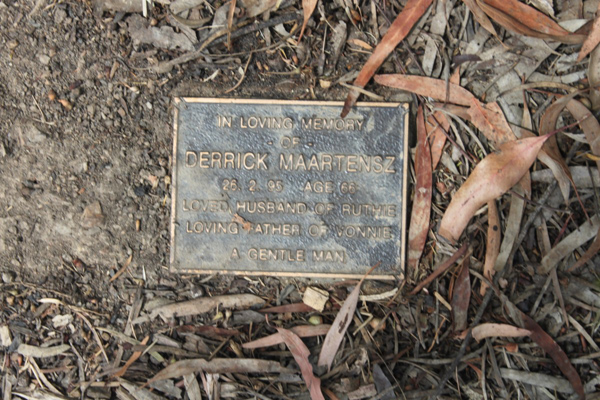 IN LOVING MEMORY
- OF -
DERRICK MAARTENSZ
26. 2. 95 AGE 66
LOVED HUSBAND OF RUTHIE
LOVING FATHER OF VONNIE
A GENTLE MAN